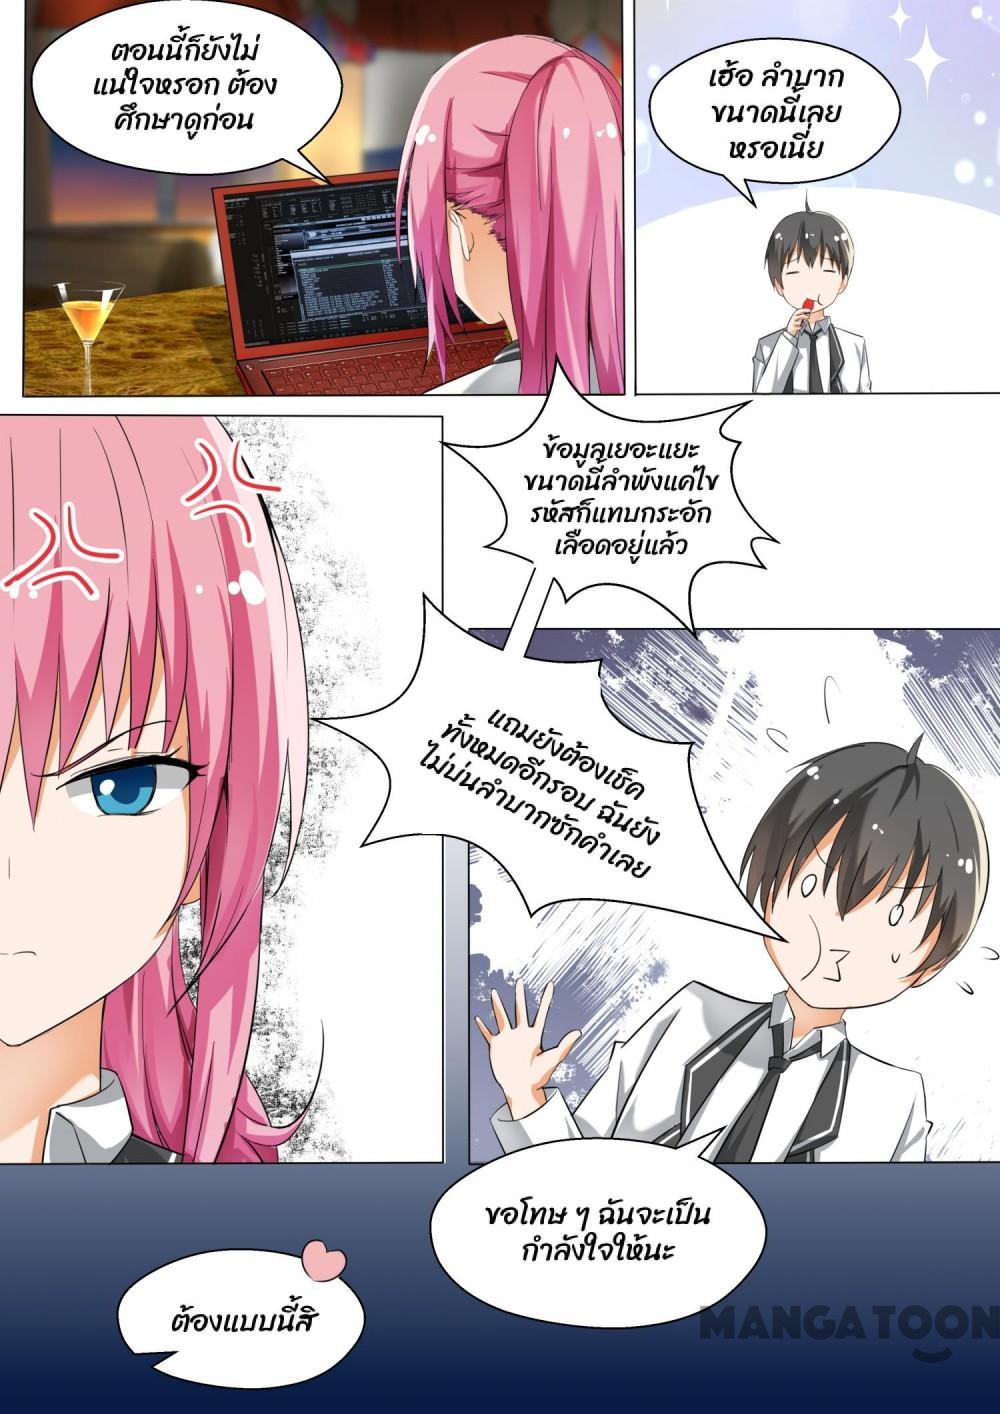 ตอนนี้ก็ยังไม่
แน่ใจหรอก ต้อง
ศึกษาดูก่อน
เฮ้อ ลำบาก
ขนาดนี้เลย
หรอเนี่ย
ข้อมูลเยอะแยะ
ขนาดนี้ลำพังแค่ไข
รหัสก็แทบกระอัก
เลือดอยู่แล้ว
แถมยังต้องเช็ค
ทั้งหมดอีกรอบ ฉันยัง
ไม่บ่นลำบากซักคำเลย
ขอโทษ ๆ ฉันจะเป็น
กำลังใจให้นะ
ต้องแบบนี้สิ
MANGATOON